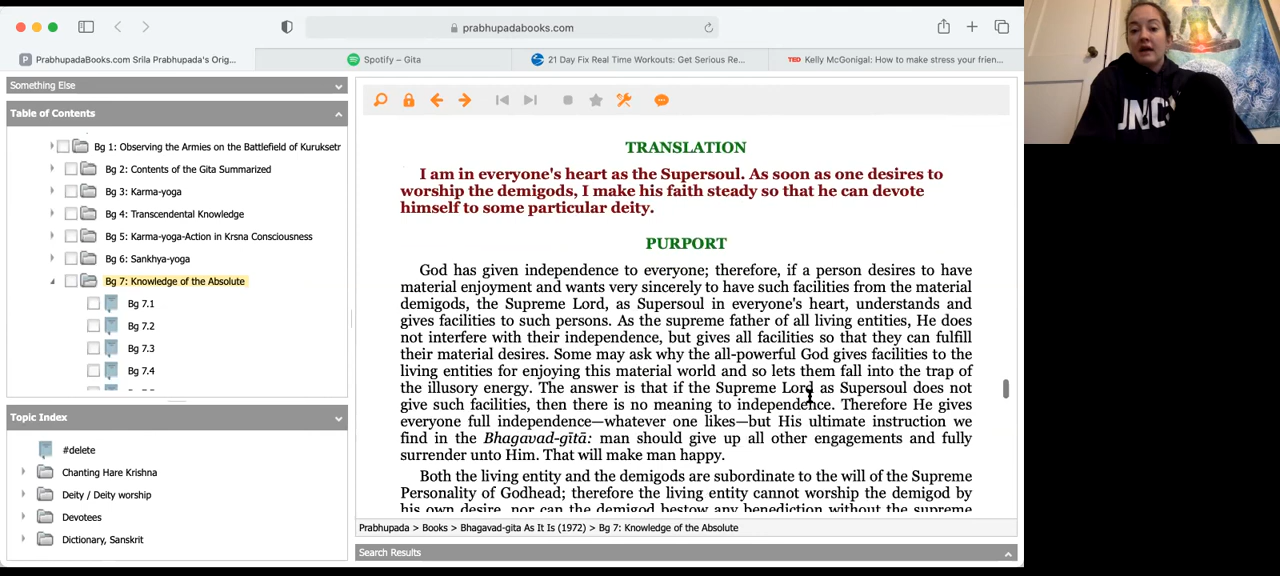 prabhupadabooks.com
PrabhupadaBooks.com Srila Prabhupada's Orig...
Spotify – Gita
21 Day Fix Real Time Workouts: Get Serious Re...
TED Kelly McGonigal: How to make stress your frien...
Something Else
Table of Contents
Bg 1: Observing the Armies on the Battlefield of Kuruksetr
Bg 2: Contents of the Gita Summarized
Bg 3: Karma-yoga
Bg 4: Transcendental Knowledge
Bg 5: Karma-yoga-Action in Krsna Consciousness
Bg 6: Sankhya-yoga
Bg 7: Knowledge of the Absolute
Bg 7.1
Bg 7.2
Bg 7.3
Bg 7.4
Topic Index
#delete
Chanting Hare Krishna
Deity / Deity worship
Devotees
Dictionary, Sanskrit
TRANSLATION
I am in everyone's heart as the Supersoul. As soon as one desires to
worship the demigods, I make his faith steady so that he can devote
himself to some particular deity.
PURPORT
God has given independence to everyone; therefore, if a person desires to have
material enjoyment and wants very sincerely to have such facilities from the material
demigods, the Supreme Lord, as Supersoul in everyone's heart, understands and
gives facilities to such persons. As the supreme father of all living entities, He does
not interfere with their independence, but gives all facilities so that they can fulfill
their material desires. Some may ask why the all-powerful God gives facilities to the
living entities for enjoying this material world and so lets them fall into the trap of
the illusory energy. The answer is that if the Supreme Lord as Supersoul does not
give such facilities, then there is no meaning to independence. Therefore He gives
everyone full independence—whatever one likes—but His ultimate instruction we
find in the Bhagavad-gītā: man should give up all other engagements and fully
surrender unto Him. That will make man happy.
Both the living entity and the demigods are subordinate to the will of the Supreme
Personality of Godhead; therefore the living entity cannot worship the demigod by
his own desire, nor can the demigod bestow any benediction without the supreme
Prabhupada > Books > Bhagavad-gita As It Is (1972) > Bg 7: Knowledge of the Absolute
Search Results